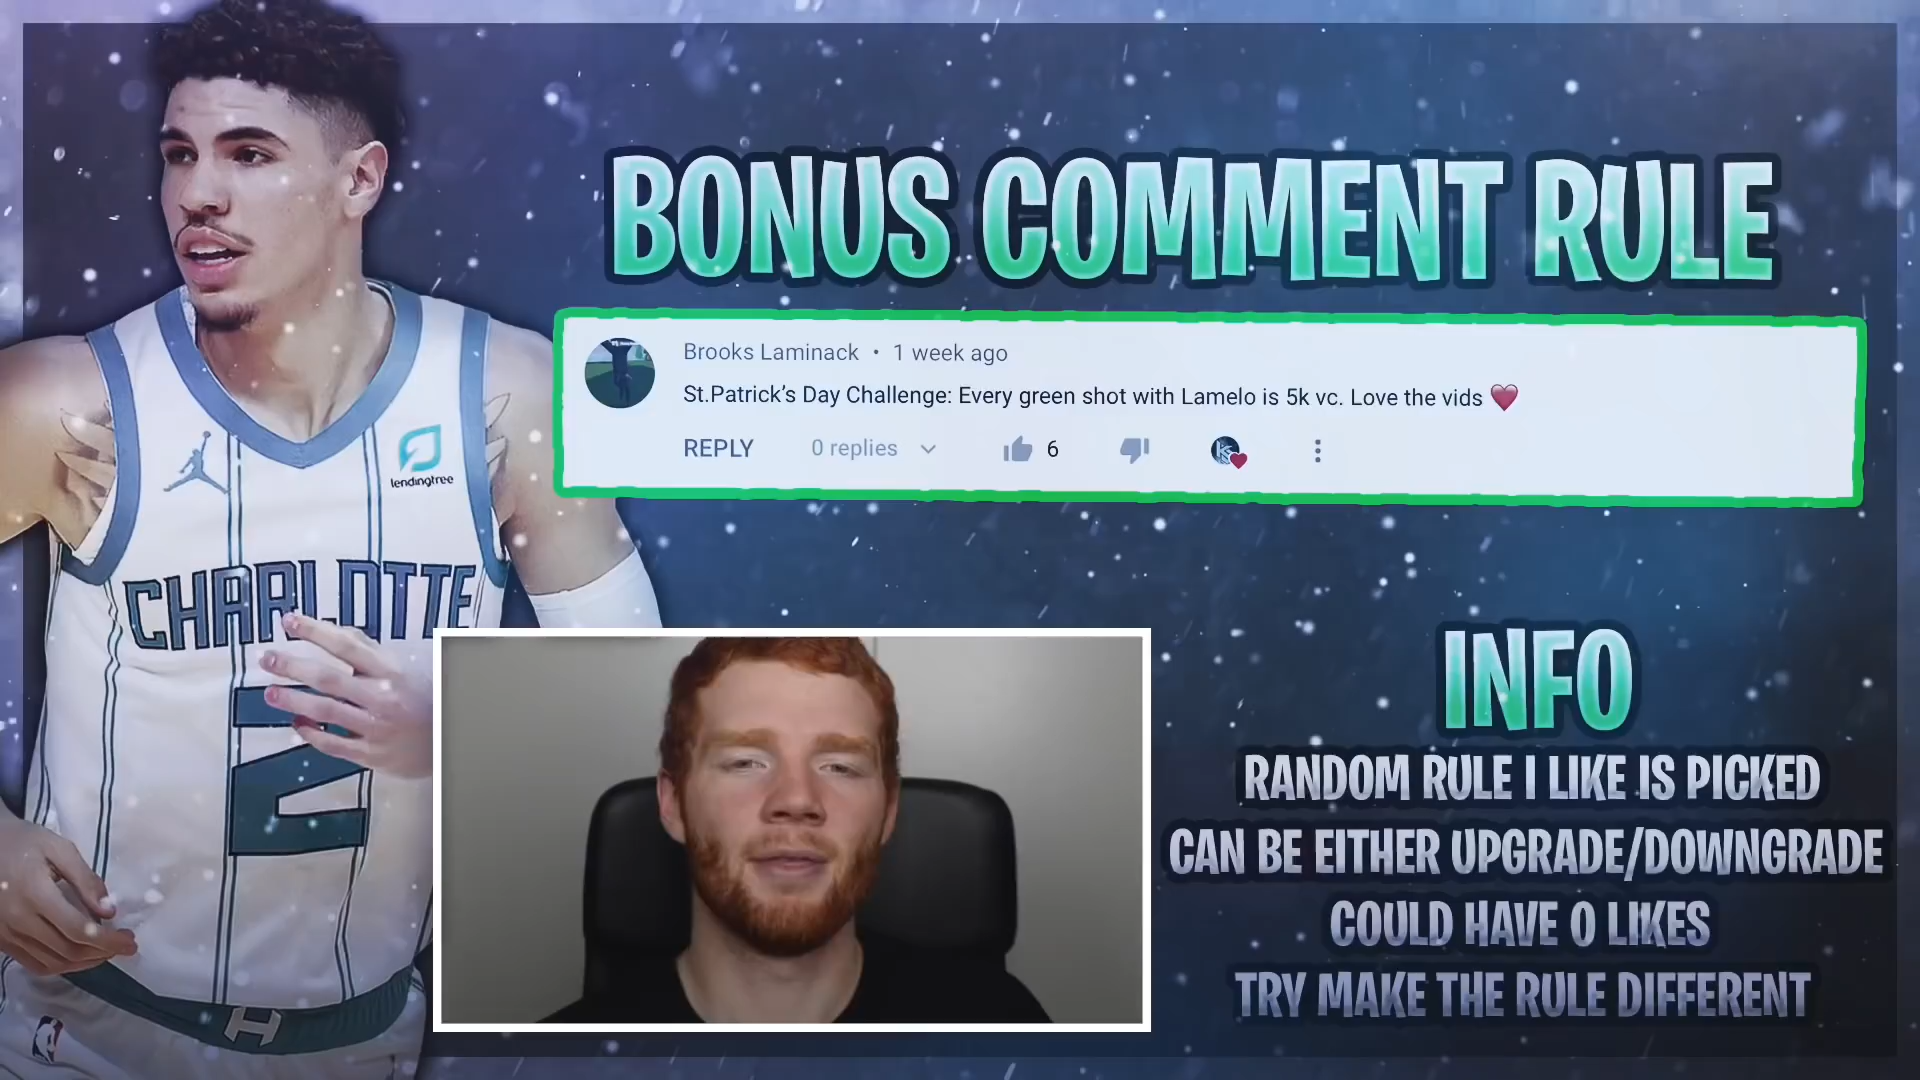 BONUS COMMENT RULE
Brooks Laminack • 1 week ago
St.Patrick's Day Challenge: Every green shot with Lamelo is 5k vc. Love the vids ❤
REPLY 0 replies 6
lendingtree
CHARLOTTE
INFO
RANDOM RULE I LIKE IS PICKED
CAN BE EITHER UPGRADE/DOWNGRADE
COULD HAVE 0 LIKES
TRY MAKE THE RULE DIFFERENT